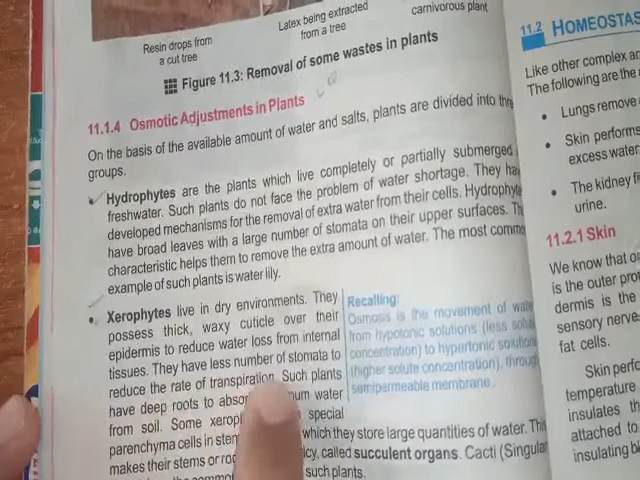 Resin drops from
a cut tree
Latex being extracted
from a tree
carnivorous plant
Figure 11.3: Removal of some wastes in plants
11.1.4 Osmotic Adjustments in Plants
On the basis of the available amount of water and salts, plants are divided into
groups.
Hydrophytes are the plants which live completely or partially submerged
freshwater. Such plants do not face the problem of water shortage. They
developed mechanisms for the removal of extra water from their cells.
have broad leaves with a large number of stomata on their upper surfaces.
characteristic helps them to remove the extra amount of water. The most
example of such plants is water lily.
• Xerophytes live in dry environments. They
possess thick, waxy cuticle over their
epidermis to reduce water loss from internal
tissues. They have less number of stomata to
reduce the rate of transpiration. Such plants
have deep roots to water
from soil. Some special
parenchyma cells in which they store large quantities of water.
makes their stems or called succulent organs. Cacti
such plants.
Recalling:
Osmosis is the movement of
from hypotonic solutions (less
concentration) to hypertonic
(higher solute concentration),
semipermeable membrane.
11.2
Like other complex
The following are the
• Lungs remove
• Skin performs
excess water
• The kidney
urine.
11.2.1 Skin
We know that
is the outer
dermis is the
sensory
fat cells.
Skin
temperature
insulates
attached to
insulating